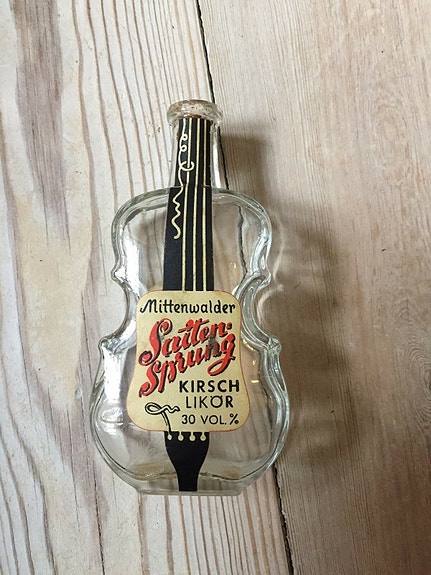 Mittenwalder
Saiten-
Sprung
KIRSCH
LIKÖR
30 VOL.%